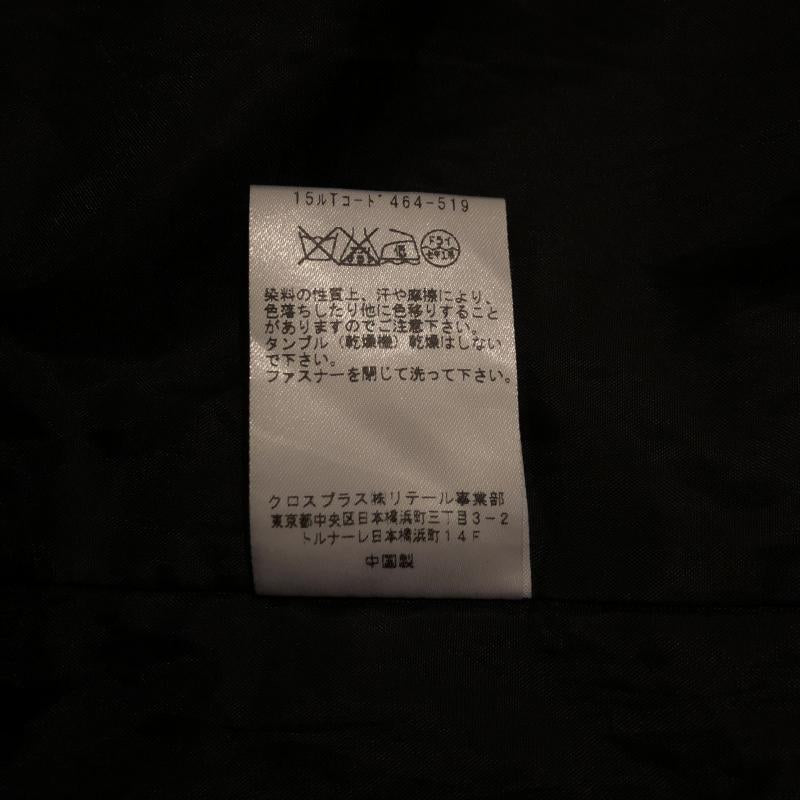 15ルTコード 464-519
低
ドライ
セキユ系
染料の性質上、汗や摩擦により、
色落ちしたり他に色移りすること
がありますのでご注意下さい。
タンブル（乾燥機）乾燥はしない
で下さい。
ファスナーを閉じて洗って下さい。
クロスプラス㈱リテール事業部
東京都中央区日本橋浜町三丁目3-2
トルナーレ日本橋浜町14F
中国製